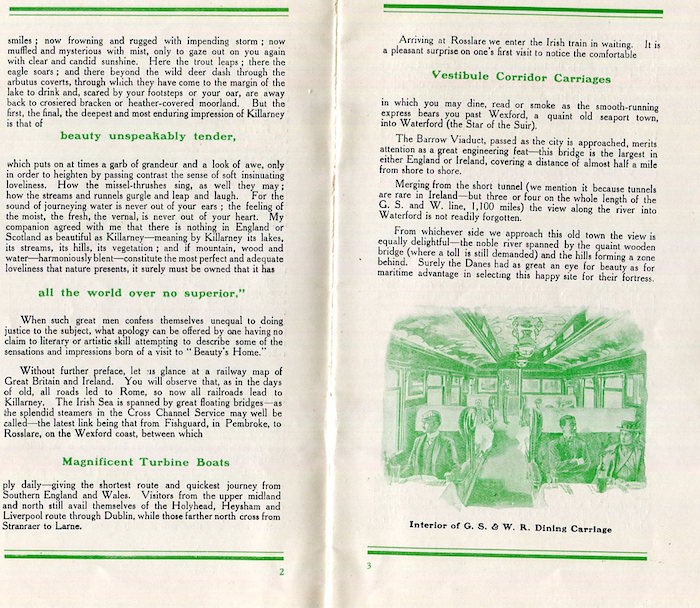 smiles ; now frowning and rugged with impending storm ; now
muffled and mysterious with mist, only to gaze out on you again
with clear and candid sunshine. Here the trout leaps ; there the
eagle soars ; and there beyond the wild deer dash through the
arbutus coverts, through which they have come to the margin of the
lake to drink and, scared by your footsteps or your oar, are away
back to crosiered bracken or heather-covered moorland. But the
first, the final, the deepest and most enduring impression of Killarney
is that of
beauty unspeakably tender,
which puts on at times a garb of grandeur and a look of awe, only
in order to heighten by passing contrast the sense of soft insinuating
loveliness. How the missel-thrushes sing, as well they may ;
how the streams and runnels gurgle and leap and laugh. For the
sound of journeying water is never out of your ears ; the feeling of
the moist, the fresh, the vernal, is never out of your heart. My
companion agreed with me that there is nothing in England or
Scotland as beautiful as Killarney—meaning by Killarney its lakes,
its streams, its hills, its vegetation ; and if mountain, wood and
water—harmoniously blent—constitute the most perfect and adequate
loveliness that nature presents, it surely must be owned that it has
all the world over no superior."
When such great men confess themselves unequal to doing
justice to the subject, what apology can be offered by one having no
claim to literary or artistic skill attempting to describe some of the
sensations and impressions born of a visit to "Beauty's Home."
Without further preface, let us glance at a railway map of
Great Britain and Ireland. You will observe that, as in the days
of old, all roads led to Rome, so now all railroads lead to
Killarney. The Irish Sea is spanned by great floating bridges—as
the splendid steamers in the Cross Channel Service may well be
called—the latest link being that from Fishguard, in Pembroke, to
Rosslare, on the Wexford coast, between which
Magnificent Turbine Boats
ply daily—giving the shortest route and quickest journey from
Southern England and Wales. Visitors from the upper midland
and north still avail themselves of the Holyhead, Heysham and
Liverpool route through Dublin, while those farther north cross from
Stranraer to Larne.
2
Arriving at Rosslare we enter the Irish train in waiting. It is
a pleasant surprise on one's first visit to notice the comfortable
Vestibule Corridor Carriages
in which you may dine, read or smoke as the smooth-running
express bears you past Wexford, a quaint old seaport town,
into Waterford (the Star of the Suir).
The Barrow Viaduct, passed as the city is approached, merits
attention as a great engineering feat—this bridge is the largest in
either England or Ireland, covering a distance of almost half a mile
from shore to shore.
Merging from the short tunnel (we mention it because tunnels
are rare in Ireland—but three or four on the whole length of the
G. S. and W. line, 1,100 miles) the view along the river into
Waterford is not readily forgotten.
From whichever side we approach this old town the view is
equally delightful—the noble river spanned by the quaint wooden
bridge (where a toll is still demanded) and the hills forming a zone
behind. Surely the Danes had as great an eye for beauty as for
maritime advantage in selecting this happy site for their fortress.
Interior of G. S. & W. R. Dining Carriage
3